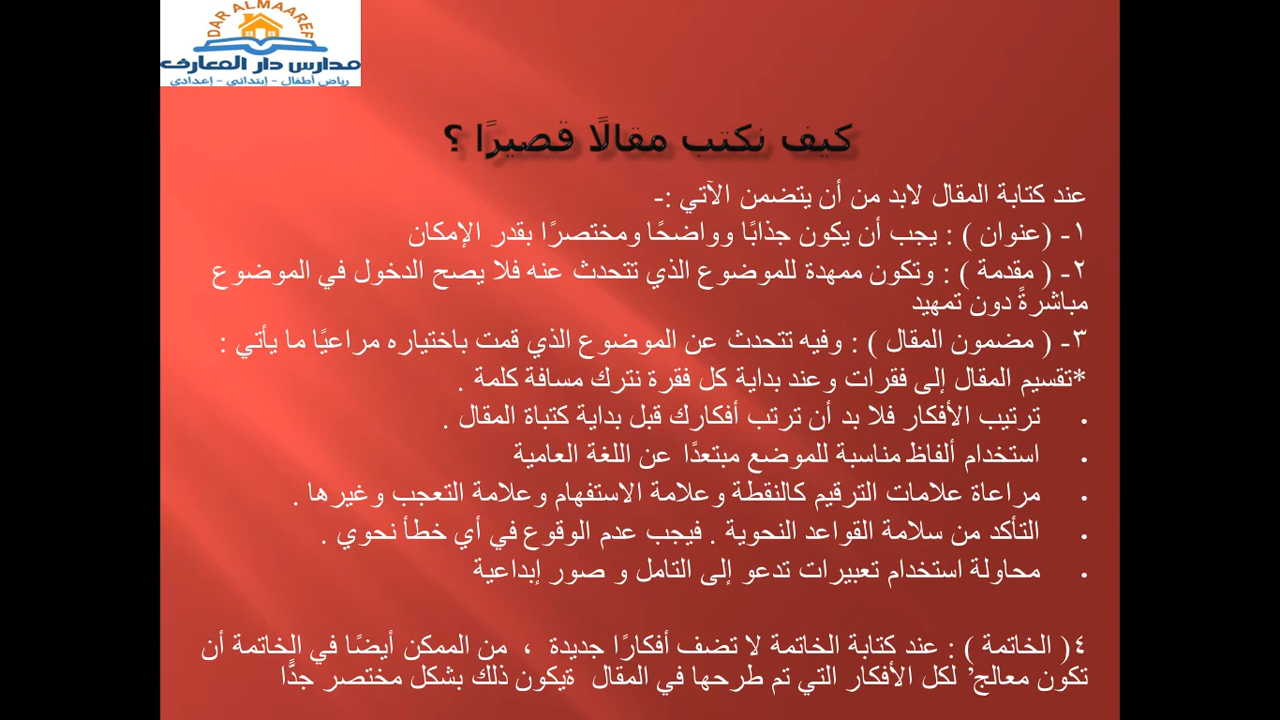 DAR ALMAAREF
مدارس دار المعارف
رياض أطفال - إبتدائي - إعدادي
كيف نكتب مقالًا قصيرًا ؟
عند كتابة المقال لابد من أن يتضمن الآتي :-
١- (عنوان ) : يجب أن يكون جذابًا وواضحًا ومختصرًا بقدر الإمكان
٢- ( مقدمة ) : وتكون ممهدة للموضوع الذي تتحدث عنه فلا يصح الدخول في الموضوع
مباشرةً دون تمهيد
٣- ( مضمون المقال ) : وفيه تتحدث عن الموضوع الذي قمت باختياره مراعيًا ما يأتي :
*تقسيم المقال إلى فقرات وعند بداية كل فقرة نترك مسافة كلمة .
• ترتيب الأفكار فلا بد أن ترتب أفكارك قبل بداية كتباة المقال .
• استخدام ألفاظ مناسبة للموضع مبتعدًا عن اللغة العامية
• مراعاة علامات الترقيم كالنقطة وعلامة الاستفهام وعلامة التعجب وغيرها .
• التأكد من سلامة القواعد النحوية . فيجب عدم الوقوع في أي خطأ نحوي .
• محاولة استخدام تعبيرات تدعو إلى التامل و صور إبداعية
٤( الخاتمة ) : عند كتابة الخاتمة لا تضف أفكارًا جديدة ، من الممكن أيضًا في الخاتمة أن
تكون معالج’ لكل الأفكار التي تم طرحها في المقال ةيكون ذلك بشكل مختصر جدًّا